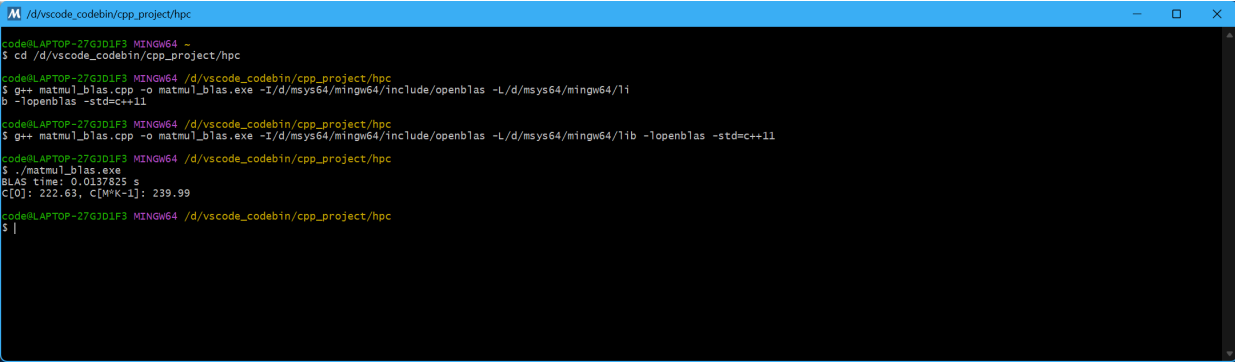 /d/vscode_codebin/cpp_project/hpc
code@LAPTOP-27GJD1F3 MINGW64 ~
$ cd /d/vscode_codebin/cpp_project/hpc
code@LAPTOP-27GJD1F3 MINGW64 /d/vscode_codebin/cpp_project/hpc
$ g++ matmul_blas.cpp -o matmul_blas.exe -I/d/msys64/mingw64/include/openblas -L/d/msys64/mingw64/li
b -lopenblas -std=c++11
code@LAPTOP-27GJD1F3 MINGW64 /d/vscode_codebin/cpp_project/hpc
$ g++ matmul_blas.cpp -o matmul_blas.exe -I/d/msys64/mingw64/include/openblas -L/d/msys64/mingw64/lib -lopenblas -std=c++11
code@LAPTOP-27GJD1F3 MINGW64 /d/vscode_codebin/cpp_project/hpc
$ ./matmul_blas.exe
BLAS time: 0.0137825 s
C[0]: 222.63, C[M*K-1]: 239.99
code@LAPTOP-27GJD1F3 MINGW64 /d/vscode_codebin/cpp_project/hpc
$